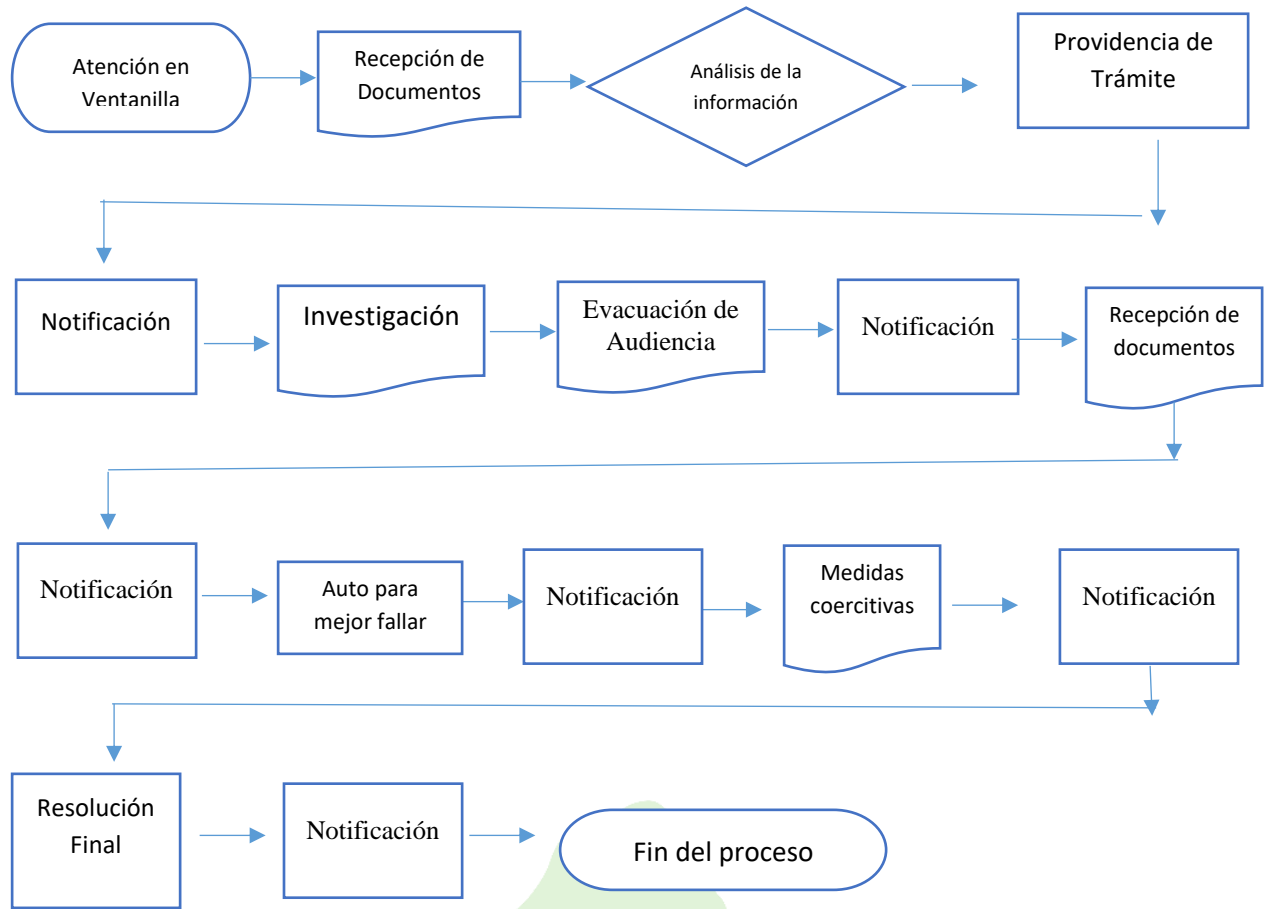 Atención en
Ventanilla
Recepción de
Documentos
Análisis de la
información
Providencia de
Trámite
Notificación
Investigación
Evacuación de
Audiencia
Notificación
Recepción de
documentos
Notificación
Auto para
mejor fallar
Notificación
Medidas
coercitivas
Notificación
Resolución
Final
Notificación
Fin del proceso